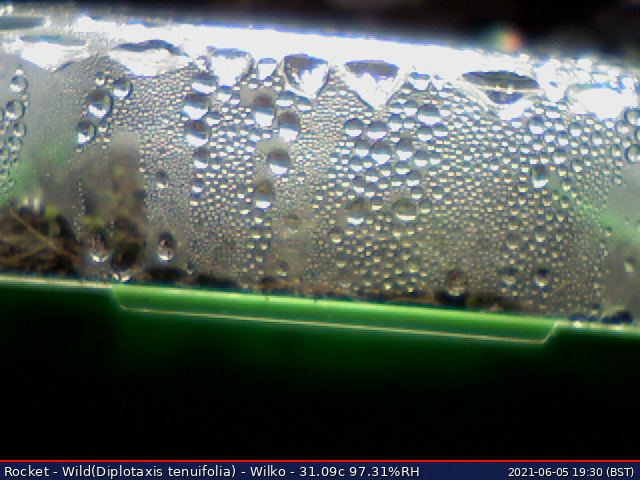 Rocket - Wild(Diplotaxis tenuifolia) - Wilko - 31.09c 97.31%RH
2021-06-05 19:30 (BST)